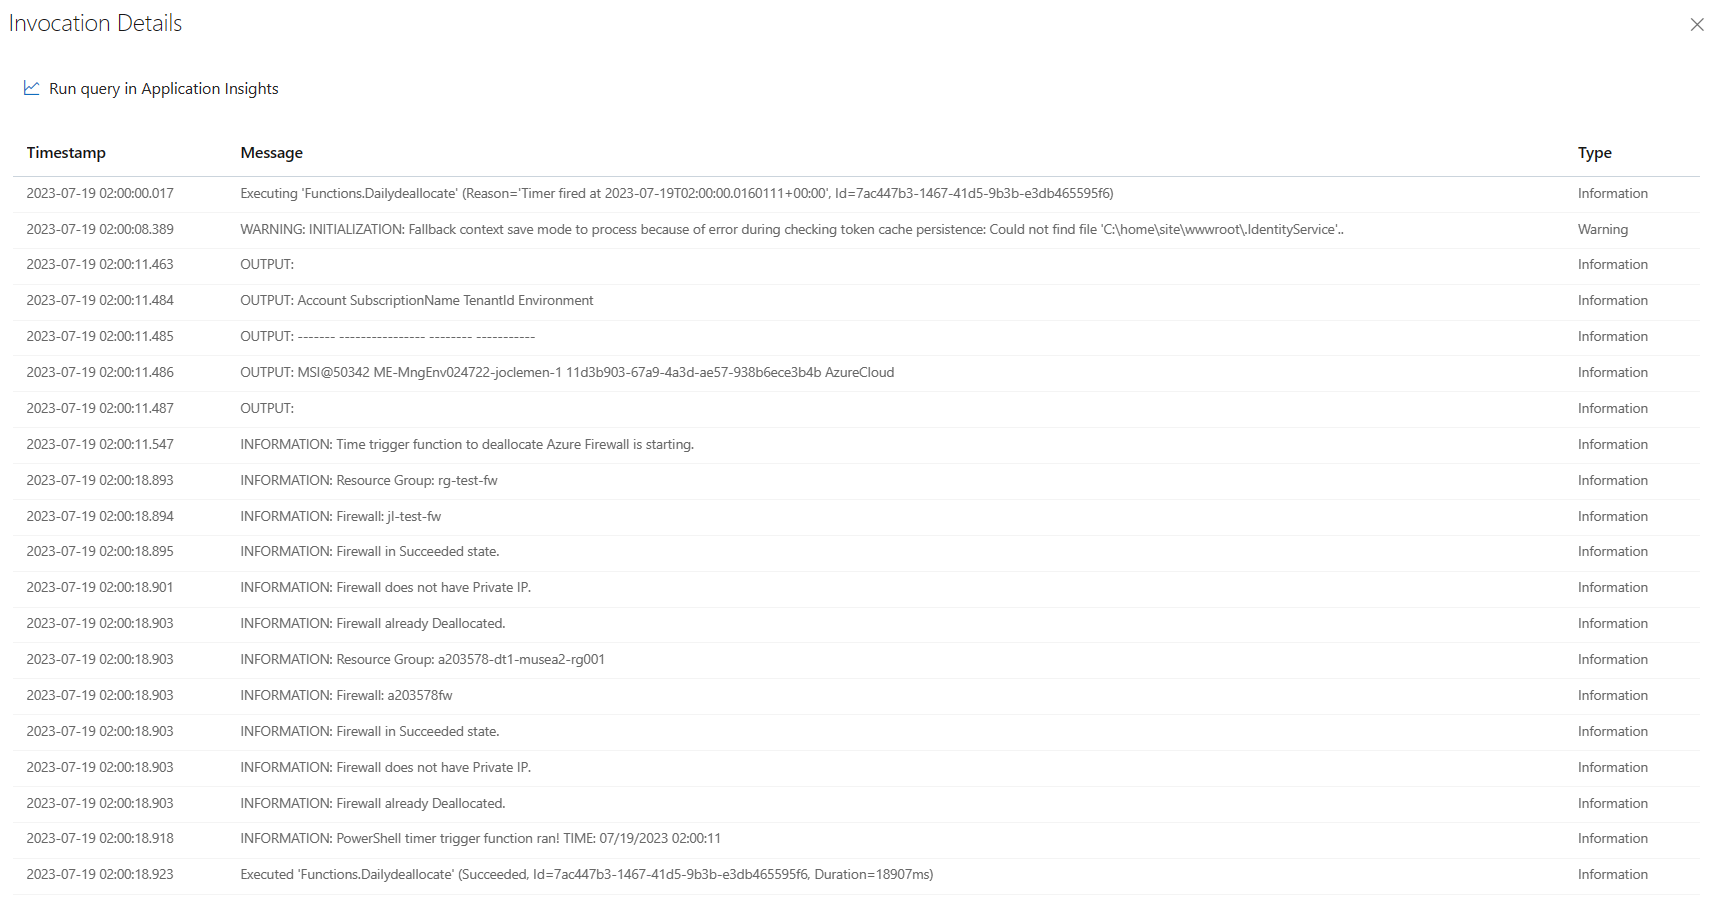 Invocation Details
Run query in Application Insights
Timestamp Message Type
2023-07-19 02:00:00.017 Executing 'Functions.Dailydeallocate' (Reason='Timer fired at 2023-07-19T02:00:00.0160111+00:00', Id=7ac447b3-1467-41d5-9b3b-e3db465595f6) Information
2023-07-19 02:00:08.389 WARNING: INITIALIZATION: Fallback context save mode to process because of error during checking token cache persistence: Could not find file 'C:\home\site\wwwroot\.IdentityService'.. Warning
2023-07-19 02:00:11.463 OUTPUT: Information
2023-07-19 02:00:11.484 OUTPUT: Account SubscriptionName TenantId Environment Information
2023-07-19 02:00:11.485 OUTPUT: ------- ---------------- -------- ----------- Information
2023-07-19 02:00:11.486 OUTPUT: MSI@50342 ME-MngEnv024722-joclemen-1 11d3b903-67a9-4a3d-ae57-938b6ece3b4b AzureCloud Information
2023-07-19 02:00:11.487 OUTPUT: Information
2023-07-19 02:00:11.547 INFORMATION: Time trigger function to deallocate Azure Firewall is starting. Information
2023-07-19 02:00:18.893 INFORMATION: Resource Group: rg-test-fw Information
2023-07-19 02:00:18.894 INFORMATION: Firewall: jl-test-fw Information
2023-07-19 02:00:18.895 INFORMATION: Firewall in Succeeded state. Information
2023-07-19 02:00:18.901 INFORMATION: Firewall does not have Private IP. Information
2023-07-19 02:00:18.903 INFORMATION: Firewall already Deallocated. Information
2023-07-19 02:00:18.903 INFORMATION: Resource Group: a203578-dt1-musea2-rg001 Information
2023-07-19 02:00:18.903 INFORMATION: Firewall: a203578fw Information
2023-07-19 02:00:18.903 INFORMATION: Firewall in Succeeded state. Information
2023-07-19 02:00:18.903 INFORMATION: Firewall does not have Private IP. Information
2023-07-19 02:00:18.903 INFORMATION: Firewall already Deallocated. Information
2023-07-19 02:00:18.918 INFORMATION: PowerShell timer trigger function ran! TIME: 07/19/2023 02:00:11 Information
2023-07-19 02:00:18.923 Executed 'Functions.Dailydeallocate' (Succeeded, Id=7ac447b3-1467-41d5-9b3b-e3db465595f6, Duration=18907ms) Information